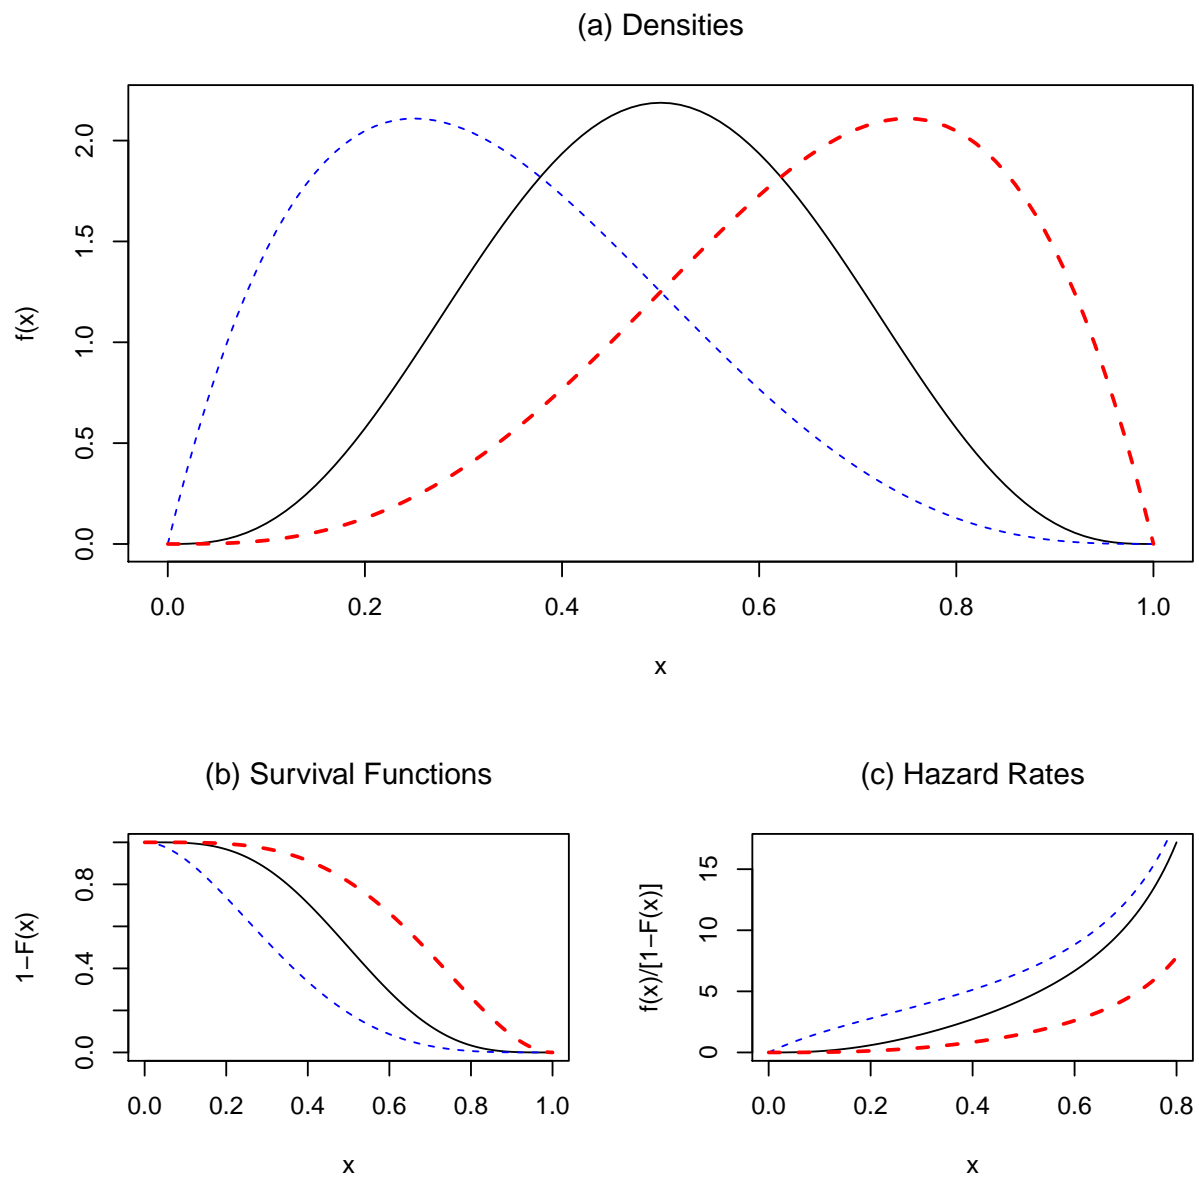 (a) Densities
f(x)
2.0
1.5
1.0
0.5
0.0
0.0 0.2 0.4 0.6 0.8 1.0
x
(b) Survival Functions
1−F(x)
0.8
0.4
0.0
0.0 0.2 0.4 0.6 0.8 1.0
x
(c) Hazard Rates
f(x)/[1−F(x)]
15
10
5
0
0.0 0.2 0.4 0.6 0.8
x